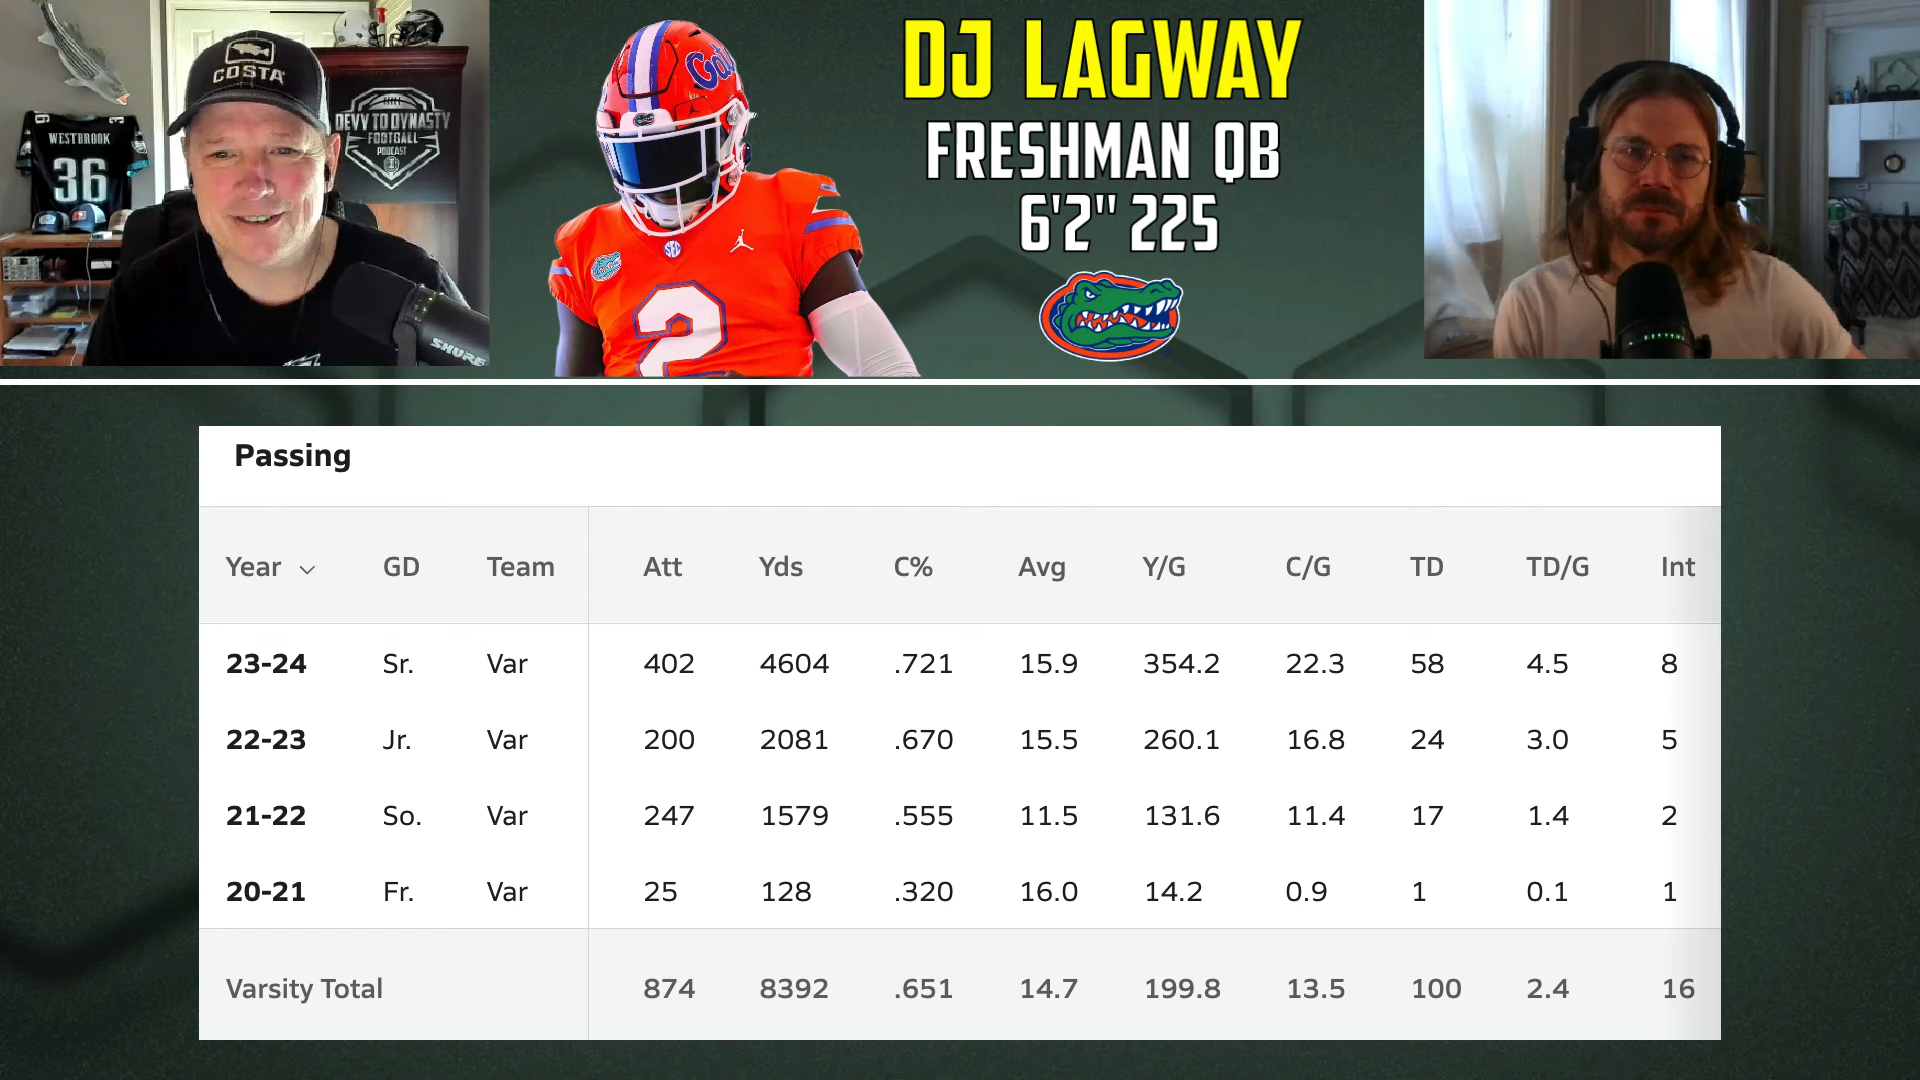 COSTA
WESTBROOK
36
DEVY TO DYNASTY
FOOTBALL
PODCAST
SHURE
Gat
SEC
2
DJ LAGWAY
FRESHMAN QB
6'2" 225
Passing
Year GD Team Att Yds C% Avg Y/G C/G TD TD/G Int
23-24 Sr. Var 402 4604 .721 15.9 354.2 22.3 58 4.5 8
22-23 Jr. Var 200 2081 .670 15.5 260.1 16.8 24 3.0 5
21-22 So. Var 247 1579 .555 11.5 131.6 11.4 17 1.4 2
20-21 Fr. Var 25 128 .320 16.0 14.2 0.9 1 0.1 1
Varsity Total 874 8392 .651 14.7 199.8 13.5 100 2.4 16